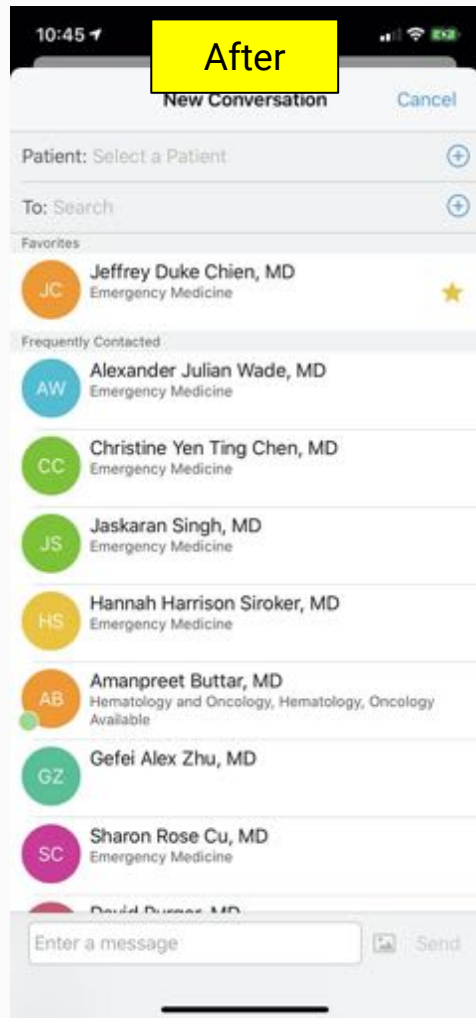 10:45
After
New Conversation
Cancel
Patient: Select a Patient
To: Search
Favorites
JC
Jeffrey Duke Chien, MD
Emergency Medicine
Frequently Contacted
AW
Alexander Julian Wade, MD
Emergency Medicine
CC
Christine Yen Ting Chen, MD
Emergency Medicine
JS
Jaskaran Singh, MD
Emergency Medicine
HS
Hannah Harrison Siroker, MD
Emergency Medicine
AB
Amanpreet Buttar, MD
Hematology and Oncology, Hematology, Oncology
Available
GZ
Gefei Alex Zhu, MD
SC
Sharon Rose Cu, MD
Emergency Medicine
David
Enter a message
Send